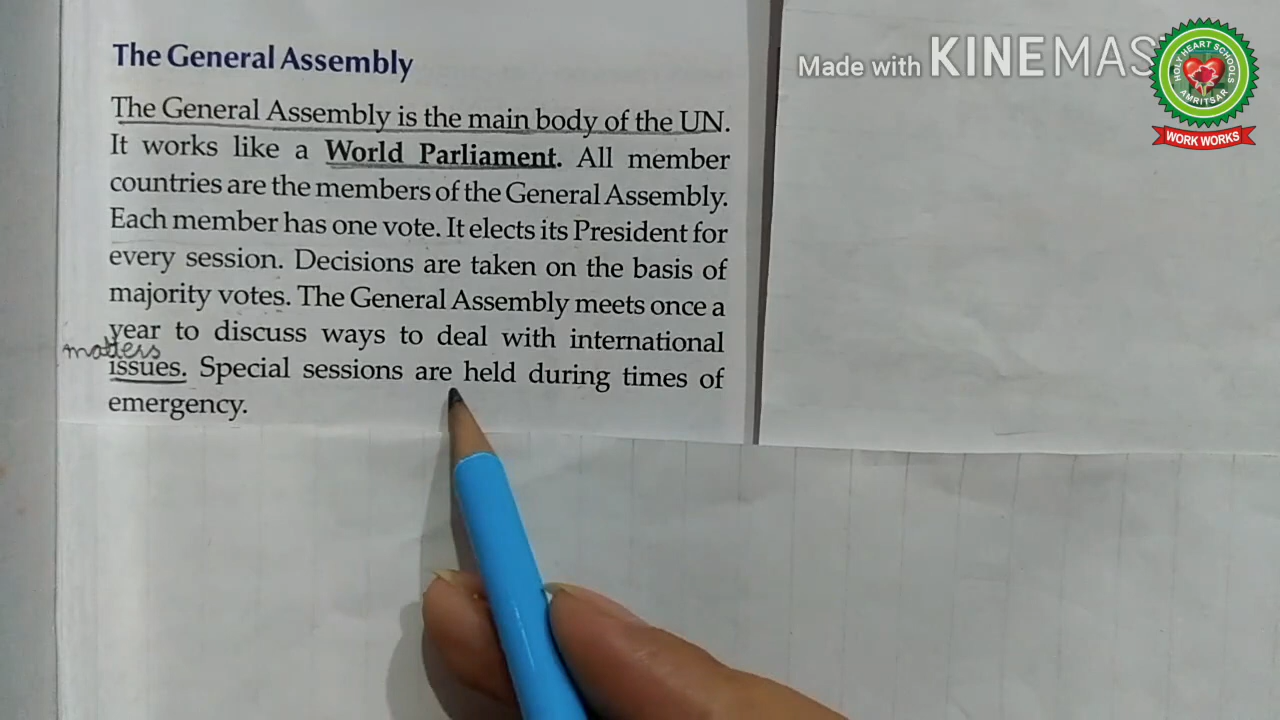 The General Assembly
The General Assembly is the main body of the UN.
It works like a World Parliament. All member
countries are the members of the General Assembly.
Each member has one vote. It elects its President for
every session. Decisions are taken on the basis of
majority votes. The General Assembly meets once a
year to discuss ways to deal with international
matters
issues. Special sessions are held during times of
emergency.
Made with KINEMAS
HOLY HEART SCHOOLS
AMRITSAR
WORK WORKS